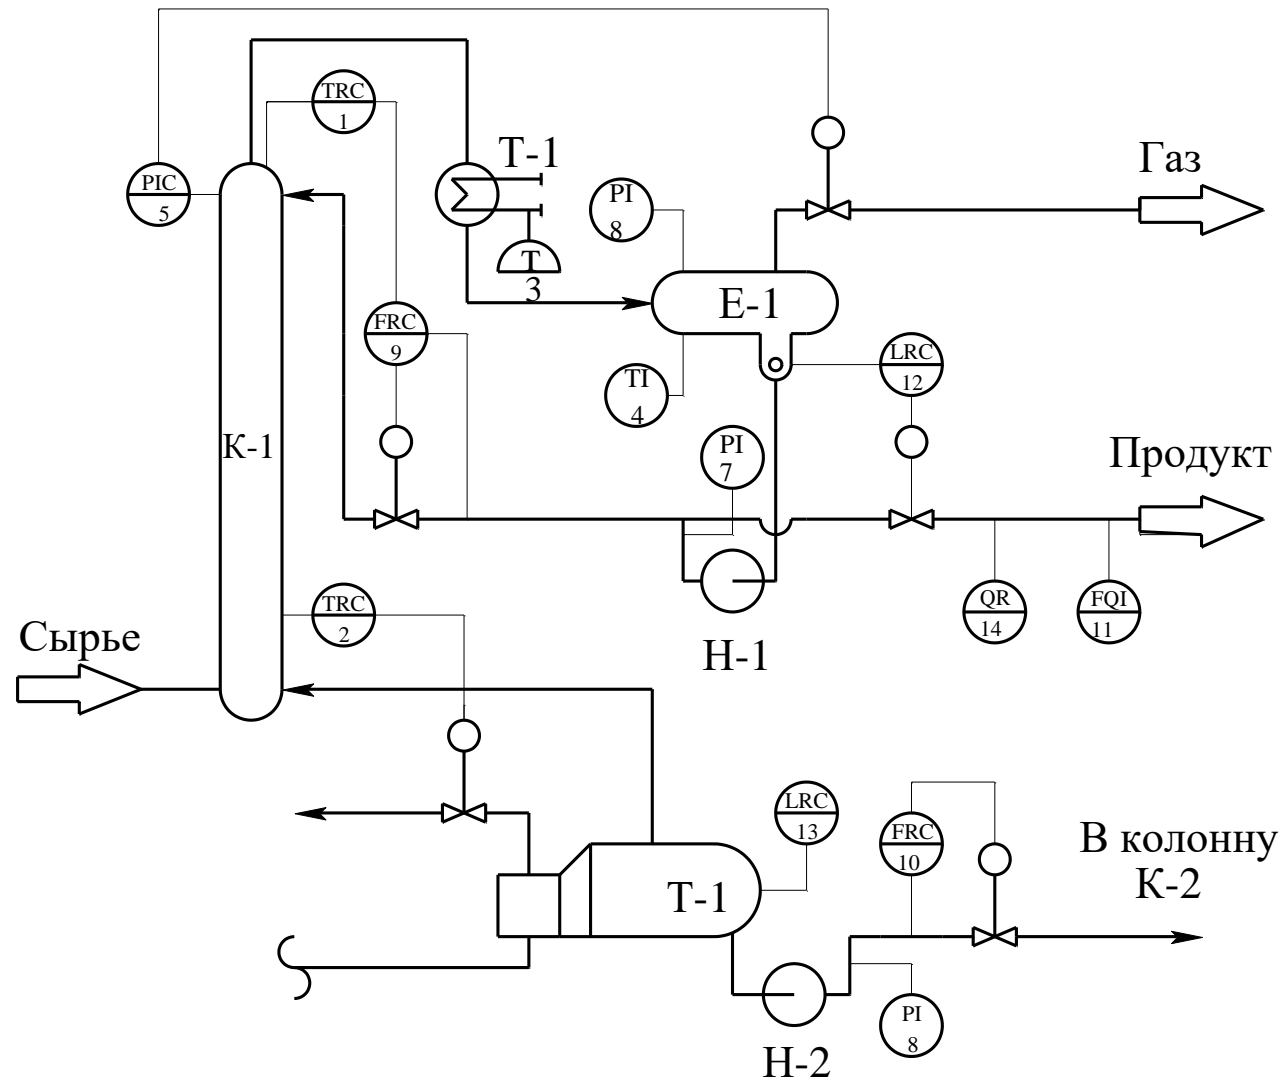 TRC
1
Т-1
Газ
PIC
5
PI
8
Т
3
Е-1
FRC
9
LRC
12
TI
4
К-1
PI
7
Продукт
TRC
2
QR
14
FQI
11
Сырье
Н-1
LRC
13
FRC
10
В колонну
К-2
Т-1
PI
8
Н-2